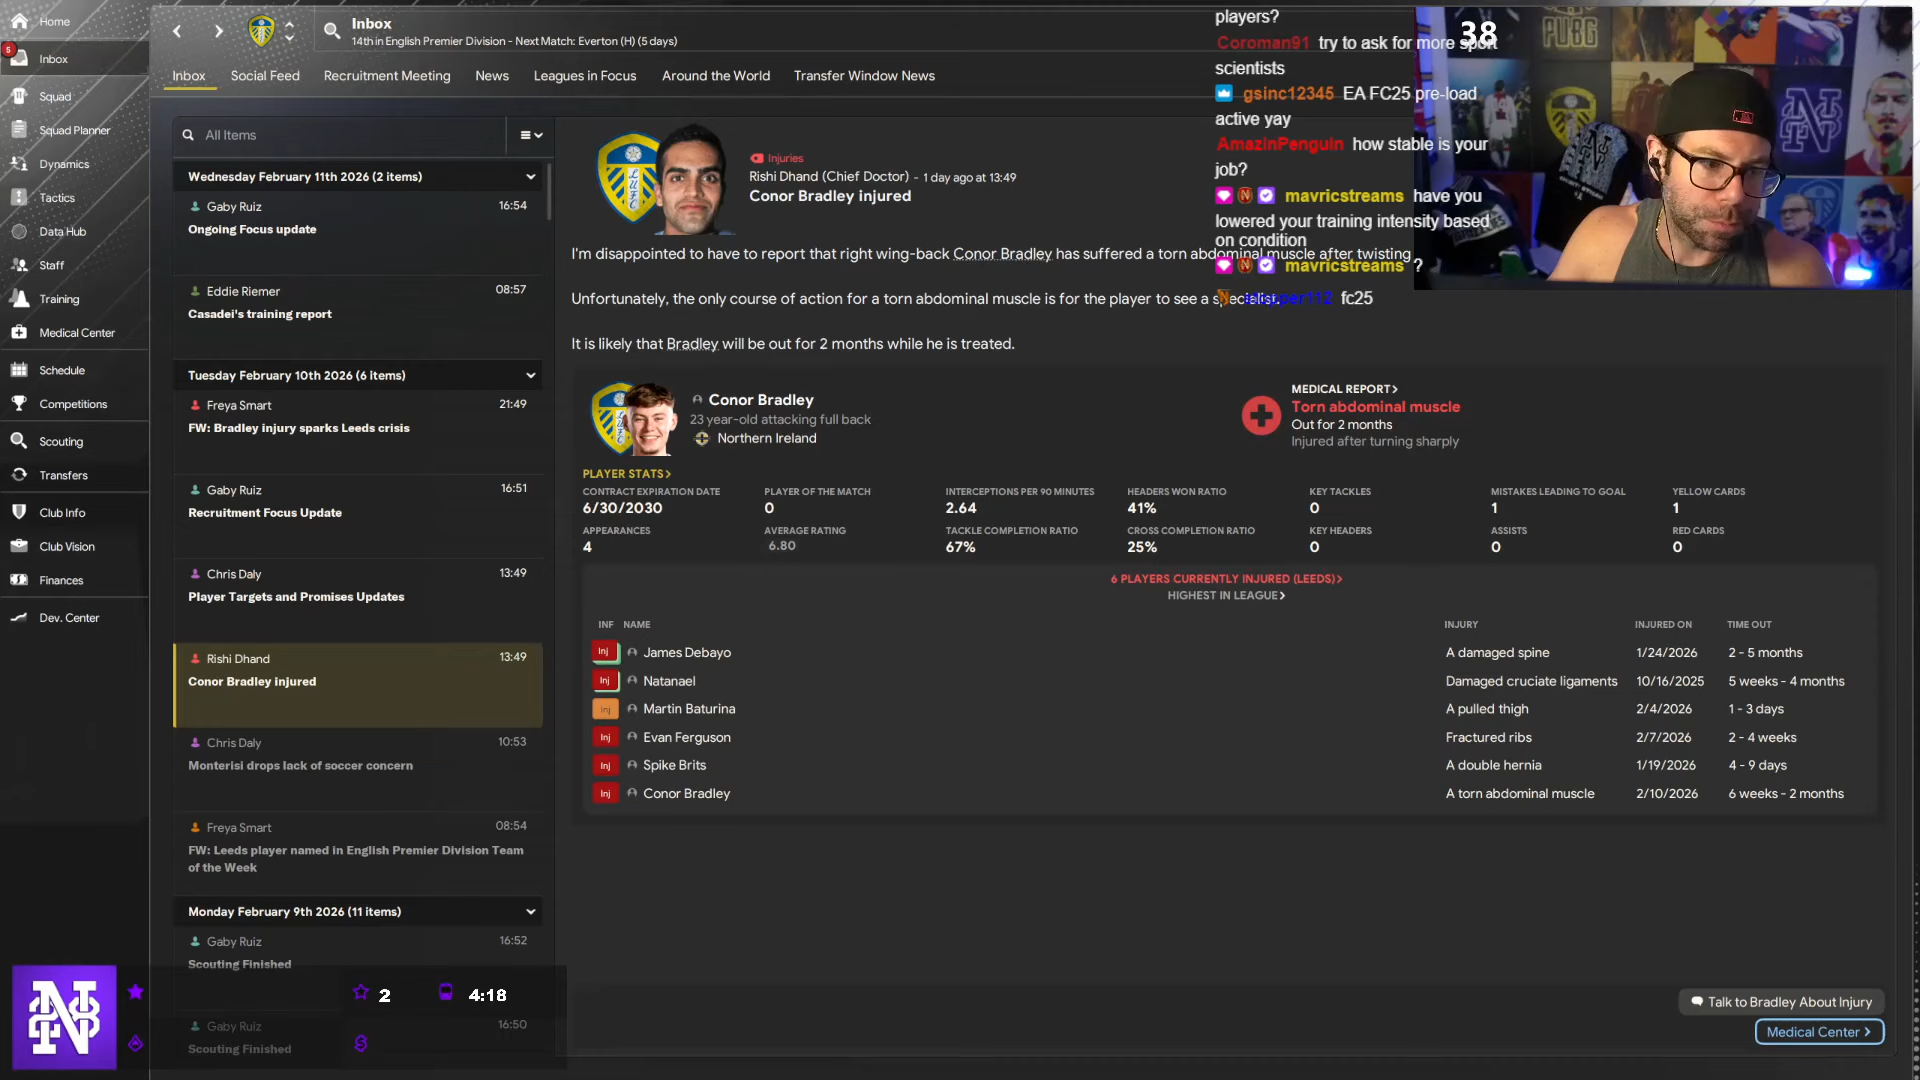 Home
5
Inbox
Squad
Squad Planner
Dynamics
Tactics
Data Hub
Staff
Training
Medical Center
Schedule
Competitions
Scouting
Transfers
Club Info
Club Vision
Finances
Dev. Center
Inbox
14th in English Premier Division - Next Match: Everton (H) (5 days)
Inbox Social Feed Recruitment Meeting News Leagues in Focus Around the World Transfer Window News
All Items
Wednesday February 11th 2026 (2 items)
Gaby Ruiz 16:54
Ongoing Focus update
Eddie Riemer 08:57
Casadei's training report
Tuesday February 10th 2026 (6 items)
Freya Smart 21:49
FW: Bradley injury sparks Leeds crisis
Gaby Ruiz 16:51
Recruitment Focus Update
Chris Daly 13:49
Player Targets and Promises Updates
Rishi Dhand 13:49
Conor Bradley injured
Chris Daly 10:53
Monterisi drops lack of soccer concern
Freya Smart 08:54
FW: Leeds player named in English Premier Division Team
of the Week
Monday February 9th 2026 (11 items)
Gaby Ruiz 16:52
Scouting Finished
Gaby Ruiz 16:50
Scouting Finished
2 4:18
Injuries
Rishi Dhand (Chief Doctor) - 1 day ago at 13:49
Conor Bradley injured
I'm disappointed to have to report that right wing-back Conor Bradley has suffered a torn abdominal muscle after twisting
Unfortunately, the only course of action for a torn abdominal muscle is for the player to see a
It is likely that Bradley will be out for 2 months while he is treated.
Conor Bradley
23 year-old attacking full back
Northern Ireland
MEDICAL REPORT >
Torn abdominal muscle
Out for 2 months
Injured after turning sharply
PLAYER STATS >
CONTRACT EXPIRATION DATE PLAYER OF THE MATCH INTERCEPTIONS PER 90 MINUTES HEADERS WON RATIO KEY TACKLES MISTAKES LEADING TO GOAL YELLOW CARDS
6/30/2030 0 2.64 41% 0 1 1
APPEARANCES AVERAGE RATING TACKLE COMPLETION RATIO CROSS COMPLETION RATIO KEY HEADERS ASSISTS RED CARDS
4 6.80 67% 25% 0 0 0
6 PLAYERS CURRENTLY INJURED (LEEDS) >
HIGHEST IN LEAGUE >
INF NAME INJURY INJURED ON TIME OUT
Inj James Debayo A damaged spine 1/24/2026 2 - 5 months
Inj Natanael Damaged cruciate ligaments 10/16/2025 5 weeks - 4 months
Inj Martin Baturina A pulled thigh 2/4/2026 1 - 3 days
Inj Evan Ferguson Fractured ribs 2/7/2026 2 - 4 weeks
Inj Spike Brits A double hernia 1/19/2026 4 - 9 days
Inj Conor Bradley A torn abdominal muscle 2/10/2026 6 weeks - 2 months
Talk to Bradley About Injury
Medical Center >
players?
Coroman91 try to ask for more sport
scientists
gsinc12345 EA FC25 pre-load
active yay
AmazinPenguin how stable is your
job?
mavricstreams have you
lowered your training intensity based
on condition
mavricstreams ?
fc25
38
PUBG